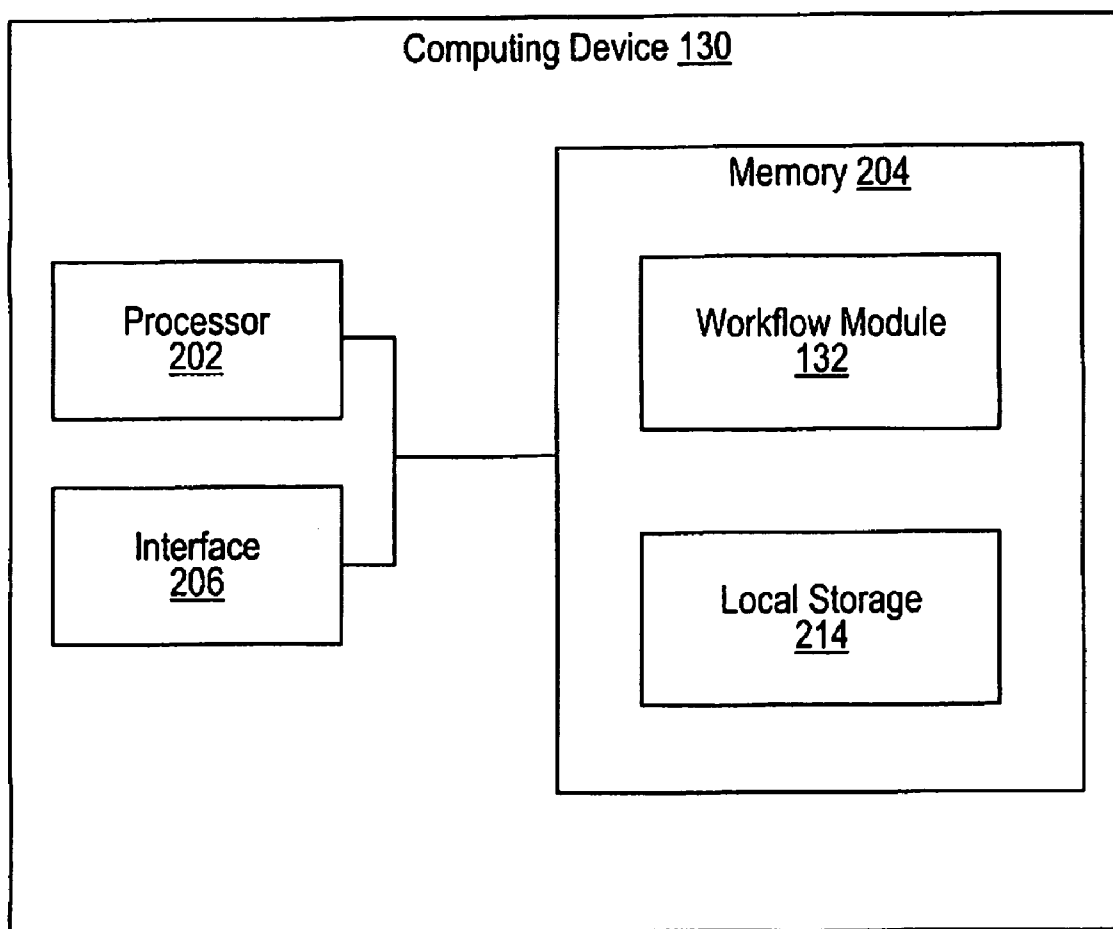 Computing Device 130
Memory 204
Processor
202
Workflow Module
132
Interface
206
Local Storage
214